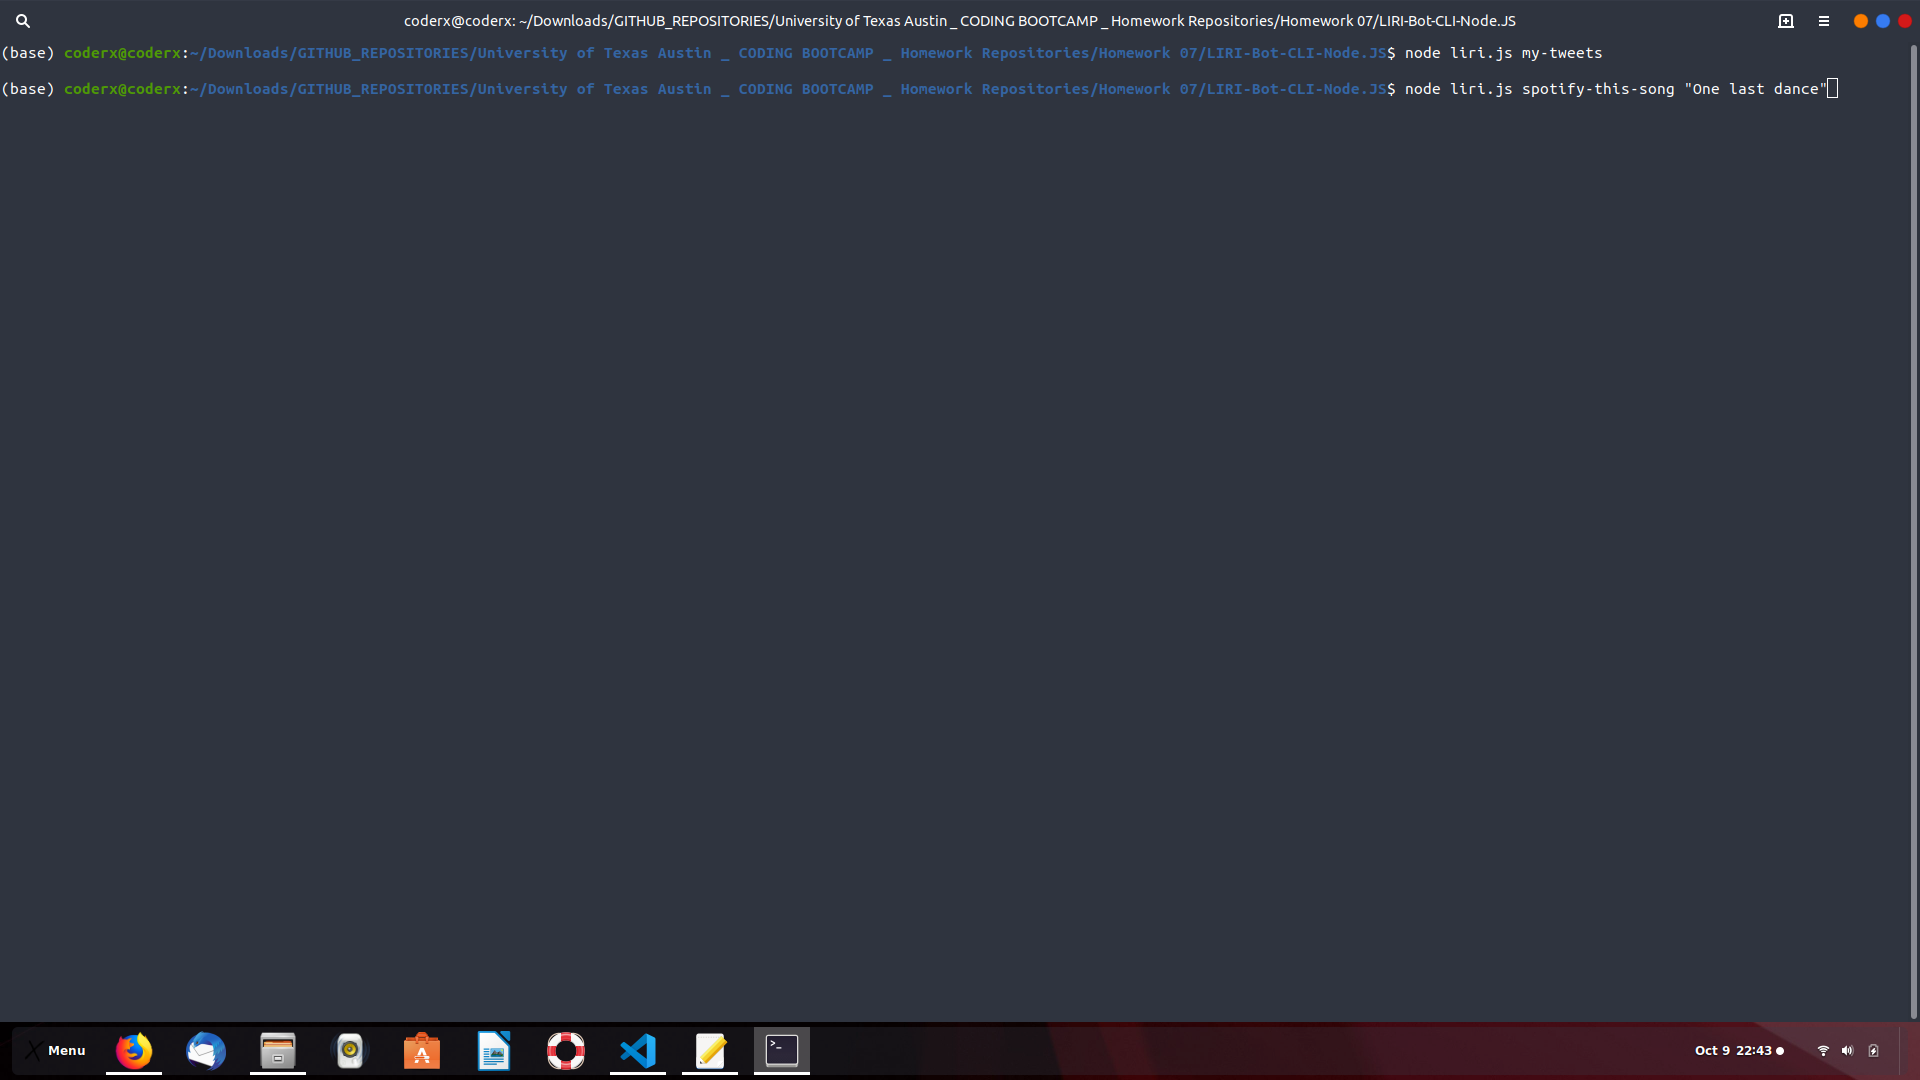 coderx@coderx: ~/Downloads/GITHUB_REPOSITORIES/University of Texas Austin _ CODING BOOTCAMP _ Homework Repositories/Homework 07/LIRI-Bot-CLI-Node.JS
(base) coderx@coderx:~/Downloads/GITHUB_REPOSITORIES/University of Texas Austin _ CODING BOOTCAMP _ Homework Repositories/Homework 07/LIRI-Bot-CLI-Node.JS$ node liri.js my-tweets
(base) coderx@coderx:~/Downloads/GITHUB_REPOSITORIES/University of Texas Austin _ CODING BOOTCAMP _ Homework Repositories/Homework 07/LIRI-Bot-CLI-Node.JS$ node liri.js spotify-this-song "One last dance"
Menu
Oct 9 22:43